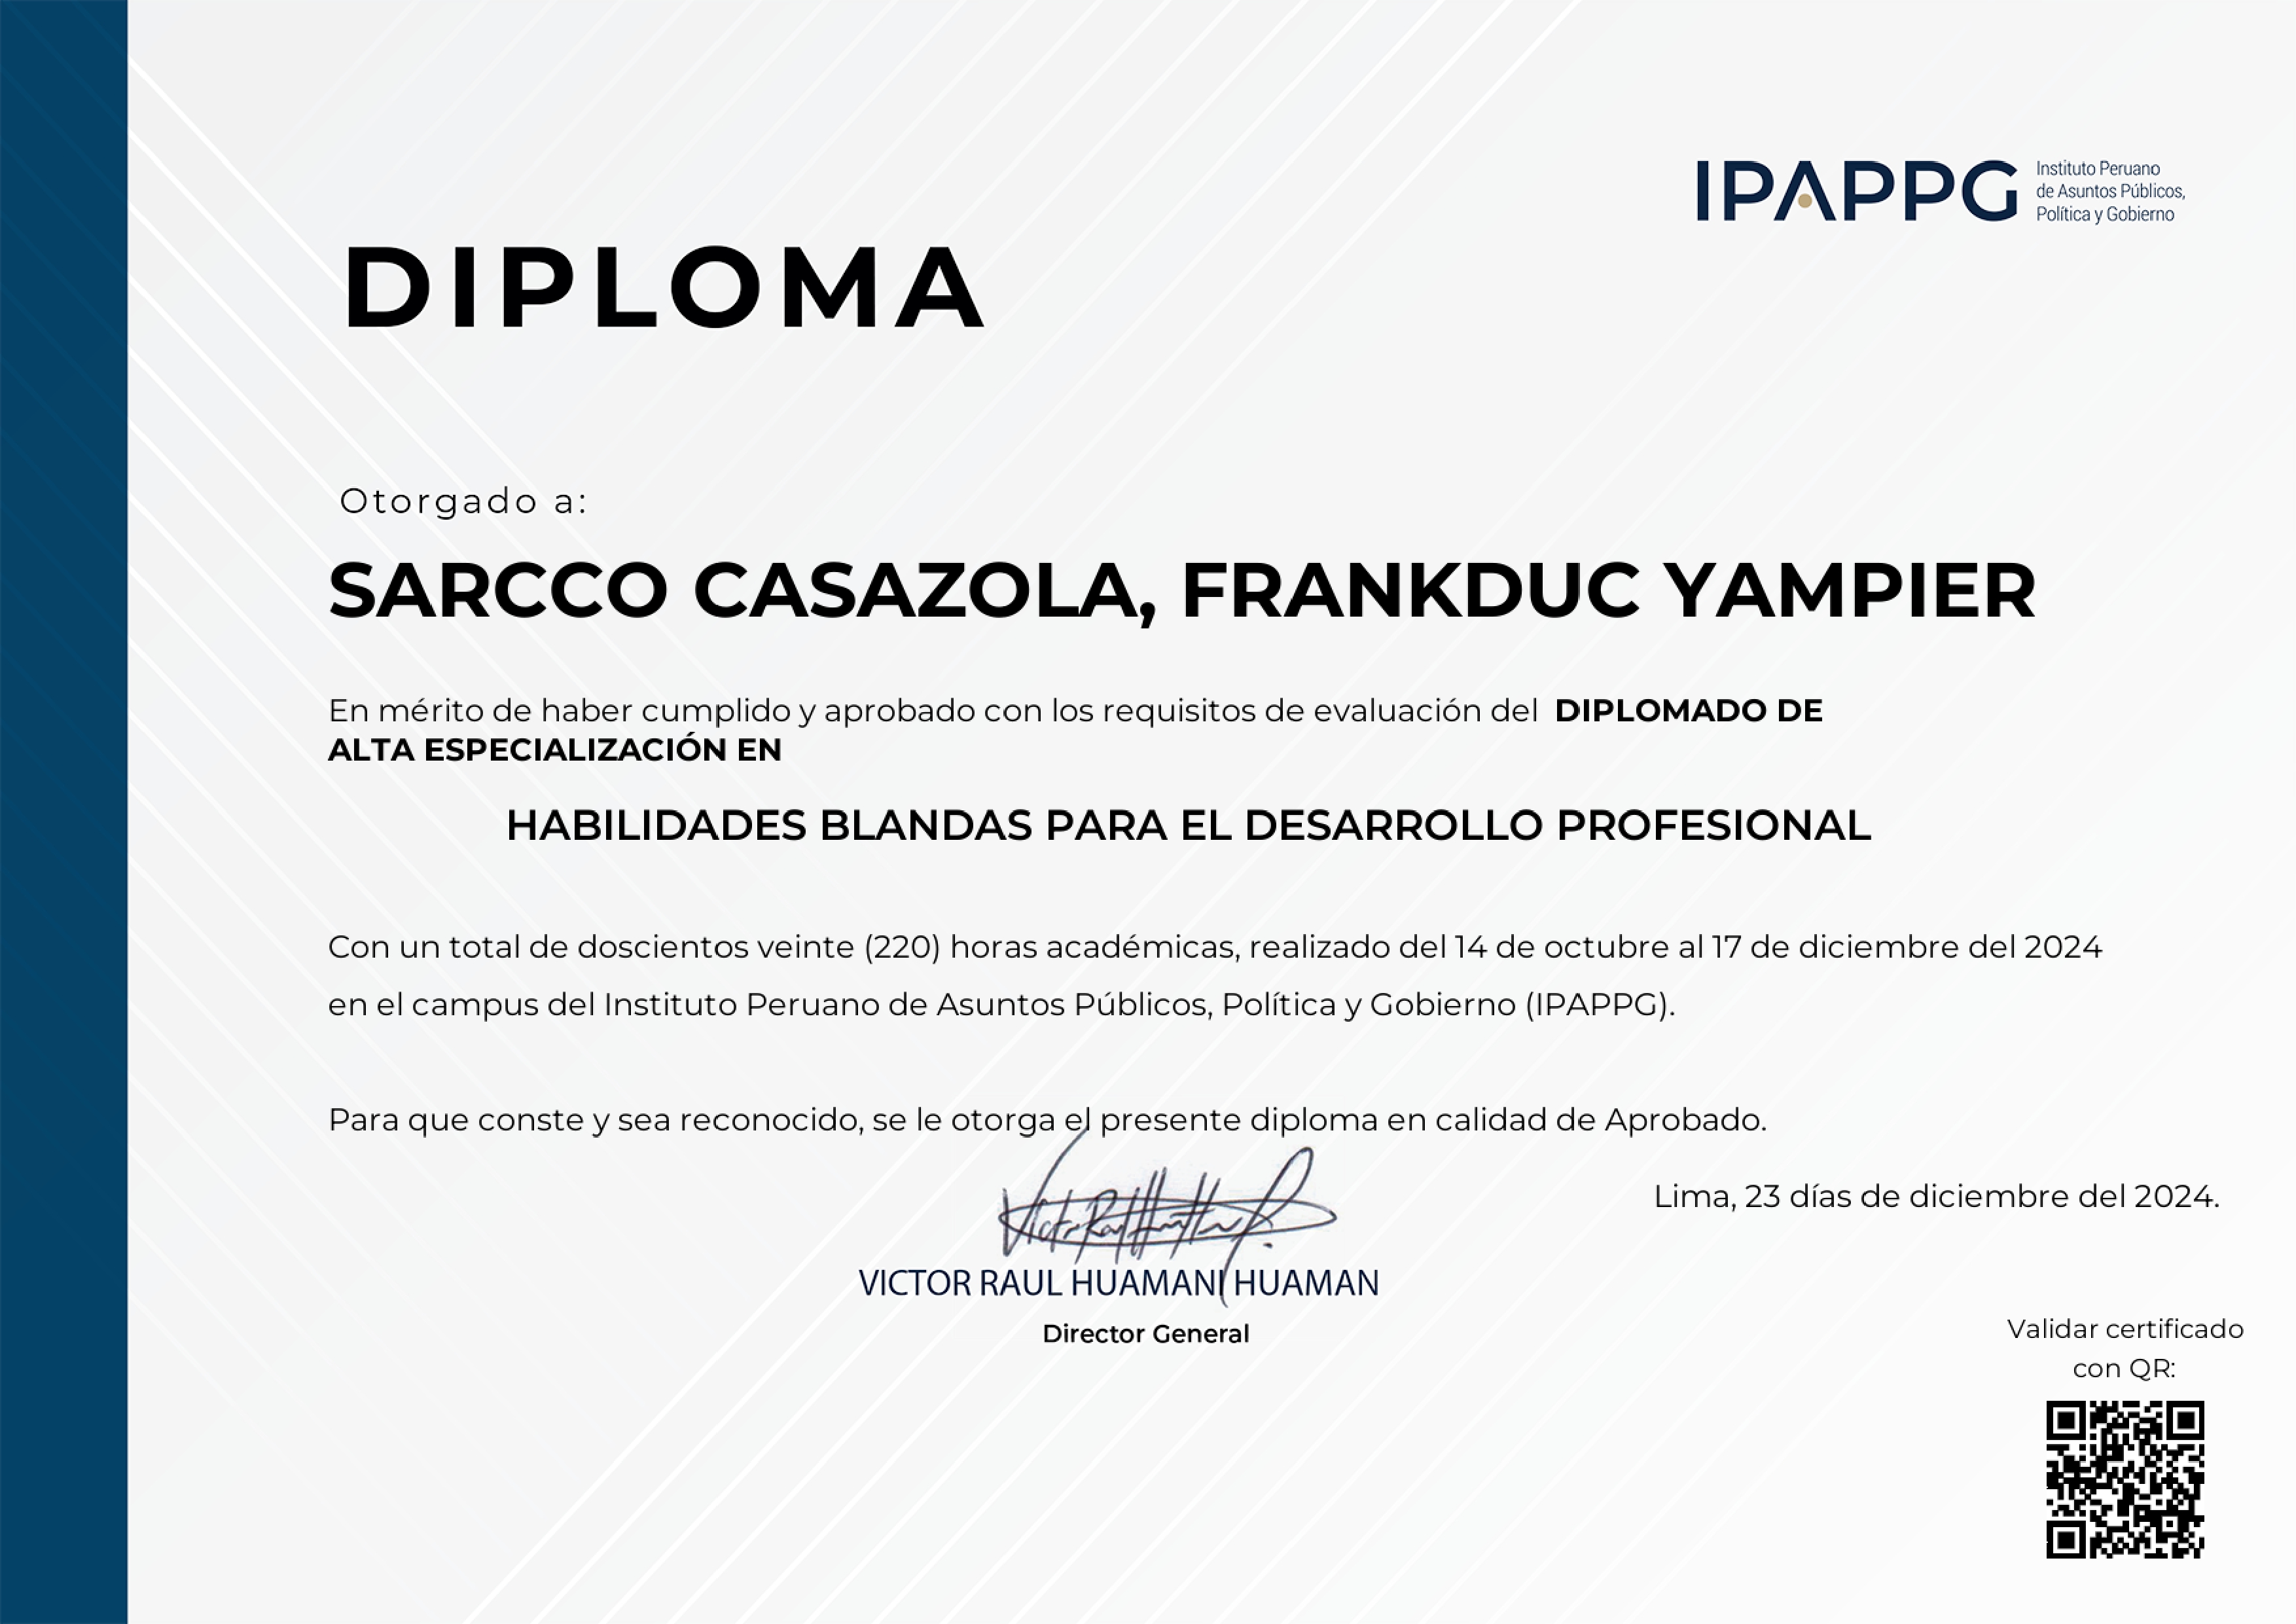 IPAPPG
Instituto Peruano
de Asuntos Públicos,
Política y Gobierno
DIPLOMA
Otorgado a:
SARCCO CASAZOLA, FRANKDUC YAMPIER
En mérito de haber cumplido y aprobado con los requisitos de evaluación del DIPLOMADO DE
ALTA ESPECIALIZACIÓN EN
HABILIDADES BLANDAS PARA EL DESARROLLO PROFESIONAL
Con un total de doscientos veinte (220) horas académicas, realizado del 14 de octubre al 17 de diciembre del 2024
en el campus del Instituto Peruano de Asuntos Públicos, Política y Gobierno (IPAPPG).
Para que conste y sea reconocido, se le otorga el presente diploma en calidad de Aprobado.
Lima, 23 días de diciembre del 2024.
VICTOR RAUL HUAMANI HUAMAN
Director General
Validar certificado
con QR: